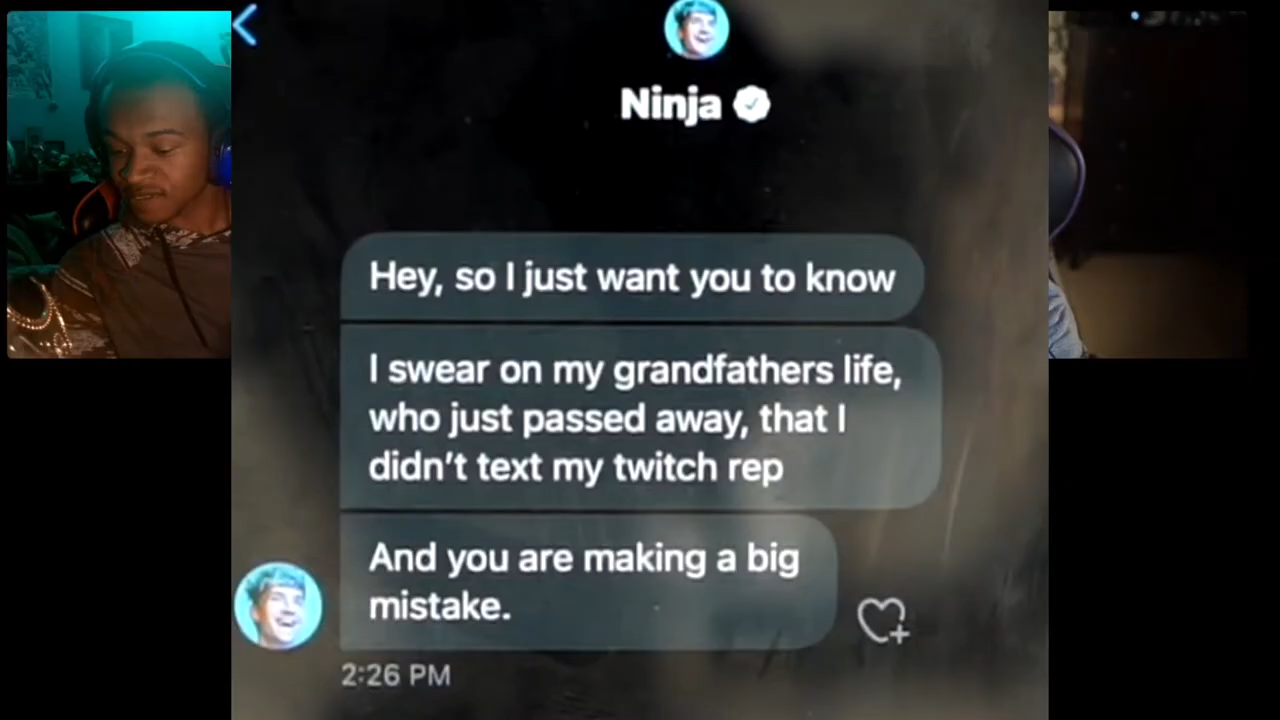 Ninja
Hey, so I just want you to know
I swear on my grandfathers life,
who just passed away, that I
didn't text my twitch rep
And you are making a big
mistake.
2:26 PM